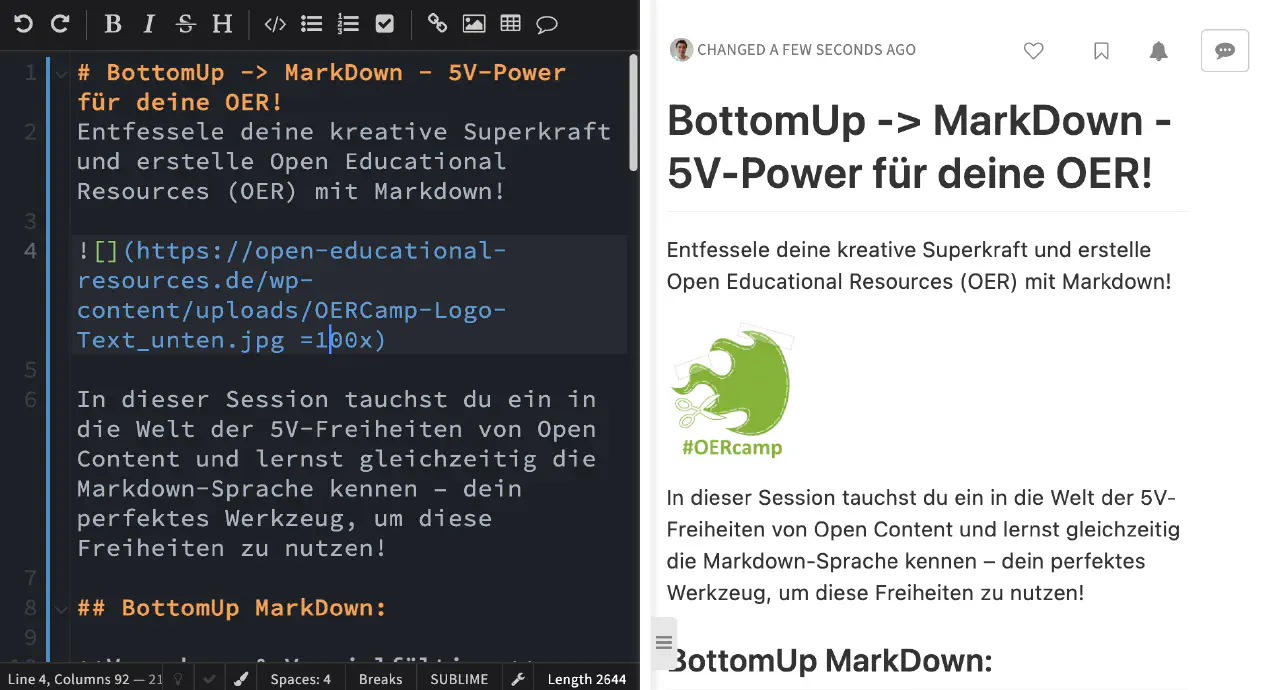 1 # BottomUp -> MarkDown - 5V-Power
für deine OER!
2 Entfessele deine kreative Superkraft
und erstelle Open Educational
Resources (OER) mit Markdown!
3
4 ![](https://open-educational-
resources.de/wp-
content/uploads/OERCamp-Logo-
Text_unten.jpg =100x)
5
6 In dieser Session tauchst du ein in
die Welt der 5V-Freiheiten von Open
Content und lernst gleichzeitig die
Markdown-Sprache kennen – dein
perfektes Werkzeug, um diese
Freiheiten zu nutzen!
7
8 ## BottomUp MarkDown:
9
Line 4, Columns 92 — 21
Spaces: 4
Breaks
SUBLIME
Length 2644
CHANGED A FEW SECONDS AGO
BottomUp -> MarkDown -
5V-Power für deine OER!
Entfessele deine kreative Superkraft und erstelle
Open Educational Resources (OER) mit Markdown!
#OERcamp
In dieser Session tauchst du ein in die Welt der 5V-
Freiheiten von Open Content und lernst gleichzeitig
die Markdown-Sprache kennen – dein perfektes
Werkzeug, um diese Freiheiten zu nutzen!
BottomUp MarkDown: